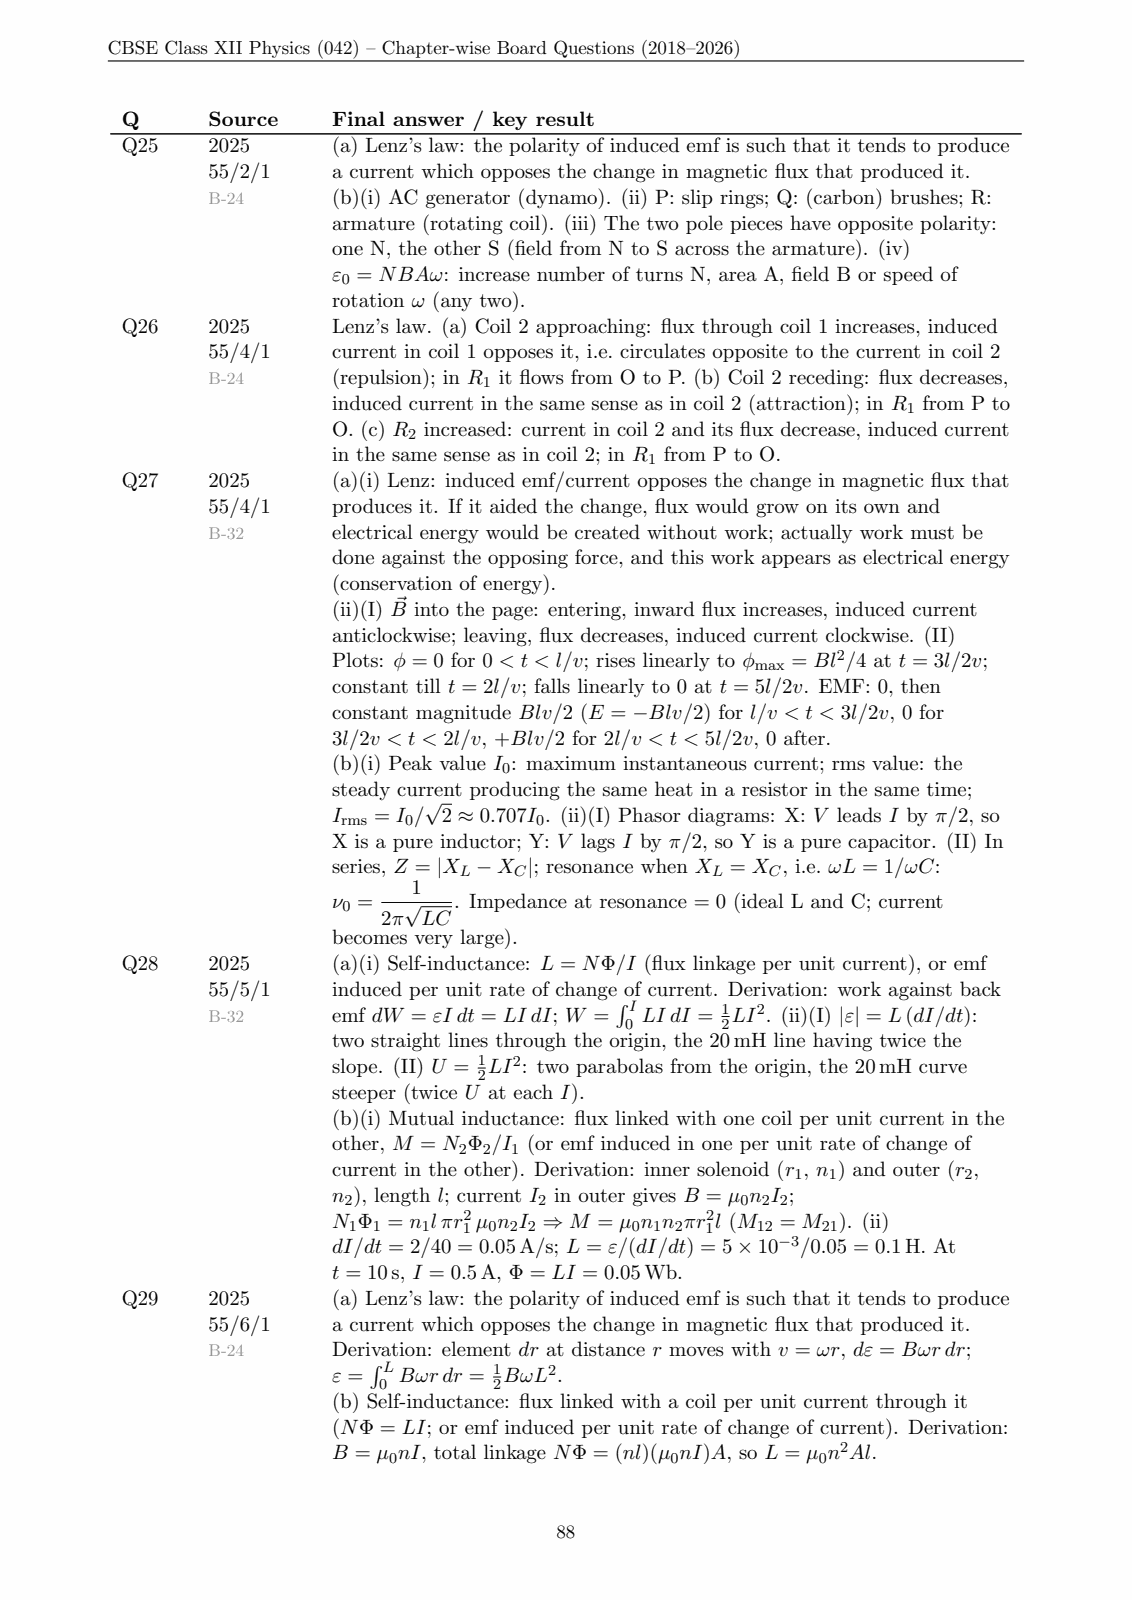 CBSE Class XII Physics (042) – Chapter-wise Board Questions (2018–2026)
Q Source Final answer / key result
Q25 2025 (a) Lenz's law: the polarity of induced emf is such that it tends to produce
55/2/1 a current which opposes the change in magnetic flux that produced it.
B-24 (b)(i) AC generator (dynamo). (ii) P: slip rings; Q: (carbon) brushes; R:
armature (rotating coil). (iii) The two pole pieces have opposite polarity:
one N, the other S (field from N to S across the armature). (iv)
ε₀ = NBAω: increase number of turns N, area A, field B or speed of
rotation ω (any two).
Q26 2025 Lenz's law. (a) Coil 2 approaching: flux through coil 1 increases, induced
55/4/1 current in coil 1 opposes it, i.e. circulates opposite to the current in coil 2
B-24 (repulsion); in R₁ it flows from O to P. (b) Coil 2 receding: flux decreases,
induced current in the same sense as in coil 2 (attraction); in R₁ from P to
O. (c) R₂ increased: current in coil 2 and its flux decrease, induced current
in the same sense as in coil 2; in R₁ from P to O.
Q27 2025 (a)(i) Lenz: induced emf/current opposes the change in magnetic flux that
55/4/1 produces it. If it aided the change, flux would grow on its own and
B-32 electrical energy would be created without work; actually work must be
done against the opposing force, and this work appears as electrical energy
(conservation of energy).
(ii)(I) B⃗ into the page: entering, inward flux increases, induced current
anticlockwise; leaving, flux decreases, induced current clockwise. (II)
Plots: ϕ = 0 for 0 < t < l/v; rises linearly to ϕmax = Bl²/4 at t = 3l/2v;
constant till t = 2l/v; falls linearly to 0 at t = 5l/2v. EMF: 0, then
constant magnitude Blv/2 (E = −Blv/2) for l/v < t < 3l/2v, 0 for
3l/2v < t < 2l/v, +Blv/2 for 2l/v < t < 5l/2v, 0 after.
(b)(i) Peak value I₀: maximum instantaneous current; rms value: the
steady current producing the same heat in a resistor in the same time;
Irms = I₀/√2 ≈ 0.707I₀. (ii)(I) Phasor diagrams: X: V leads I by π/2, so
X is a pure inductor; Y: V lags I by π/2, so Y is a pure capacitor. (II) In
series, Z = |X_L − X_C|; resonance when X_L = X_C, i.e. ωL = 1/ωC:
ν₀ = 1/(2π√LC). Impedance at resonance = 0 (ideal L and C; current
becomes very large).
Q28 2025 (a)(i) Self-inductance: L = NΦ/I (flux linkage per unit current), or emf
55/5/1 induced per unit rate of change of current. Derivation: work against back
B-32 emf dW = εI dt = LI dI; W = ∫₀ᴵ LI dI = ½LI². (ii)(I) |ε| = L (dI/dt):
two straight lines through the origin, the 20 mH line having twice the
slope. (II) U = ½LI²: two parabolas from the origin, the 20 mH curve
steeper (twice U at each I).
(b)(i) Mutual inductance: flux linked with one coil per unit current in the
other, M = N₂Φ₂/I₁ (or emf induced in one per unit rate of change of
current in the other). Derivation: inner solenoid (r₁, n₁) and outer (r₂,
n₂), length l; current I₂ in outer gives B = μ₀n₂I₂;
N₁Φ₁ = n₁l πr₁² μ₀n₂I₂ ⇒ M = μ₀n₁n₂πr₁²l (M₁₂ = M₂₁). (ii)
dI/dt = 2/40 = 0.05 A/s; L = ε/(dI/dt) = 5 × 10⁻³/0.05 = 0.1 H. At
t = 10 s, I = 0.5 A, Φ = LI = 0.05 Wb.
Q29 2025 (a) Lenz's law: the polarity of induced emf is such that it tends to produce
55/6/1 a current which opposes the change in magnetic flux that produced it.
B-24 Derivation: element dr at distance r moves with v = ωr, dε = Bωr dr;
ε = ∫₀ᴸ Bωr dr = ½BωL².
(b) Self-inductance: flux linked with a coil per unit current through it
(NΦ = LI; or emf induced per unit rate of change of current). Derivation:
B = μ₀nI, total linkage NΦ = (nl)(μ₀nI)A, so L = μ₀n²Al.
88